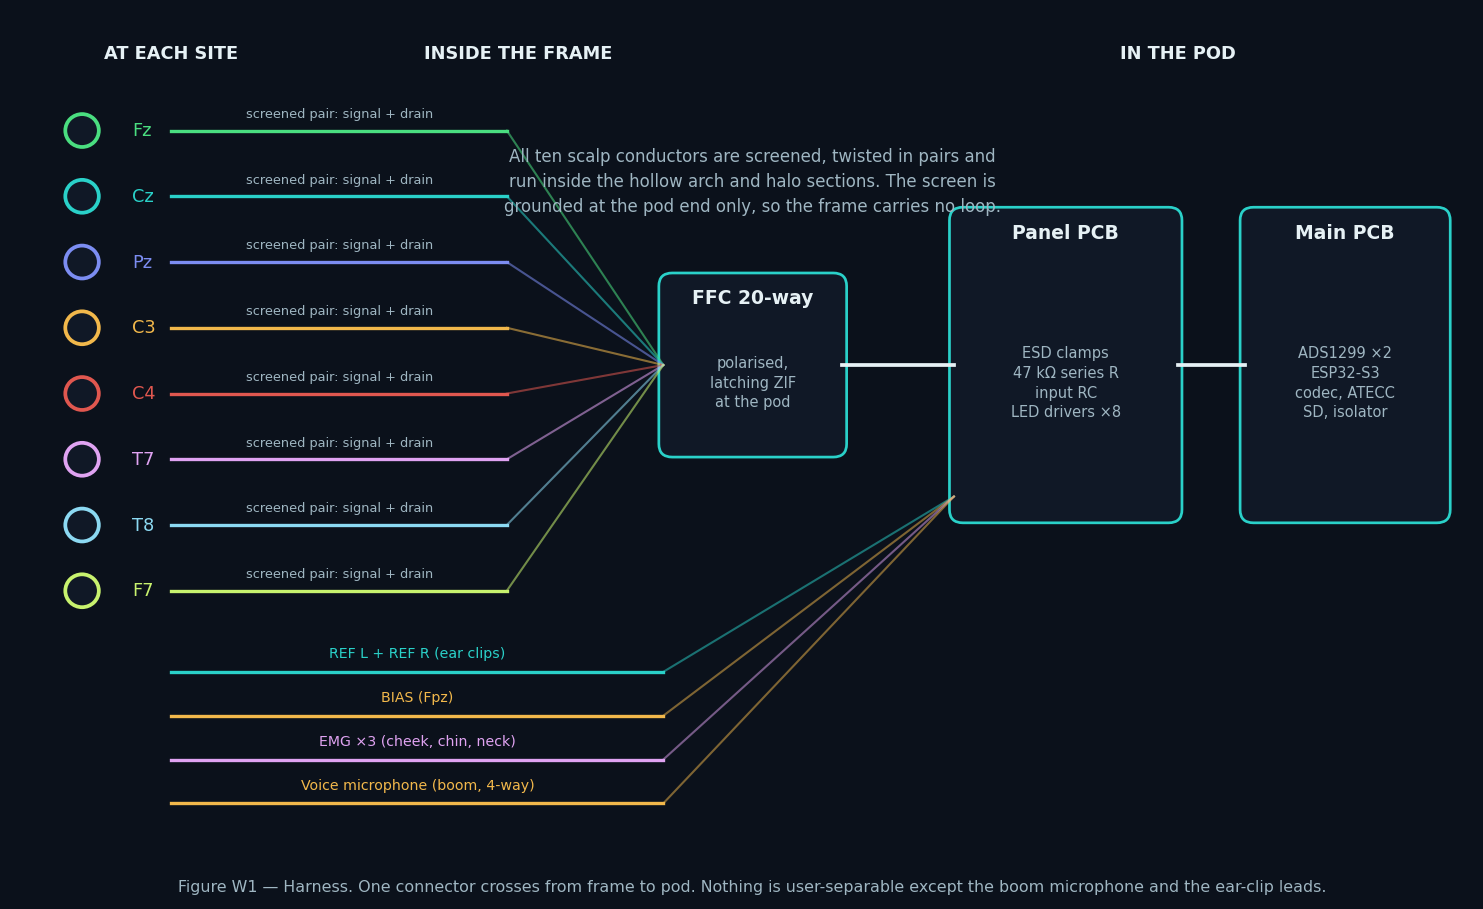 AT EACH SITE
INSIDE THE FRAME
IN THE POD
Fz
screened pair: signal + drain
Cz
screened pair: signal + drain
Pz
screened pair: signal + drain
C3
screened pair: signal + drain
C4
screened pair: signal + drain
T7
screened pair: signal + drain
T8
screened pair: signal + drain
F7
screened pair: signal + drain
All ten scalp conductors are screened, twisted in pairs and
run inside the hollow arch and halo sections. The screen is
grounded at the pod end only, so the frame carries no loop.
FFC 20-way
polarised,
latching ZIF
at the pod
Panel PCB
ESD clamps
47 kΩ series R
input RC
LED drivers ×8
Main PCB
ADS1299 ×2
ESP32-S3
codec, ATECC
SD, isolator
REF L + REF R (ear clips)
BIAS (Fpz)
EMG ×3 (cheek, chin, neck)
Voice microphone (boom, 4-way)
Figure W1 — Harness. One connector crosses from frame to pod. Nothing is user-separable except the boom microphone and the ear-clip leads.